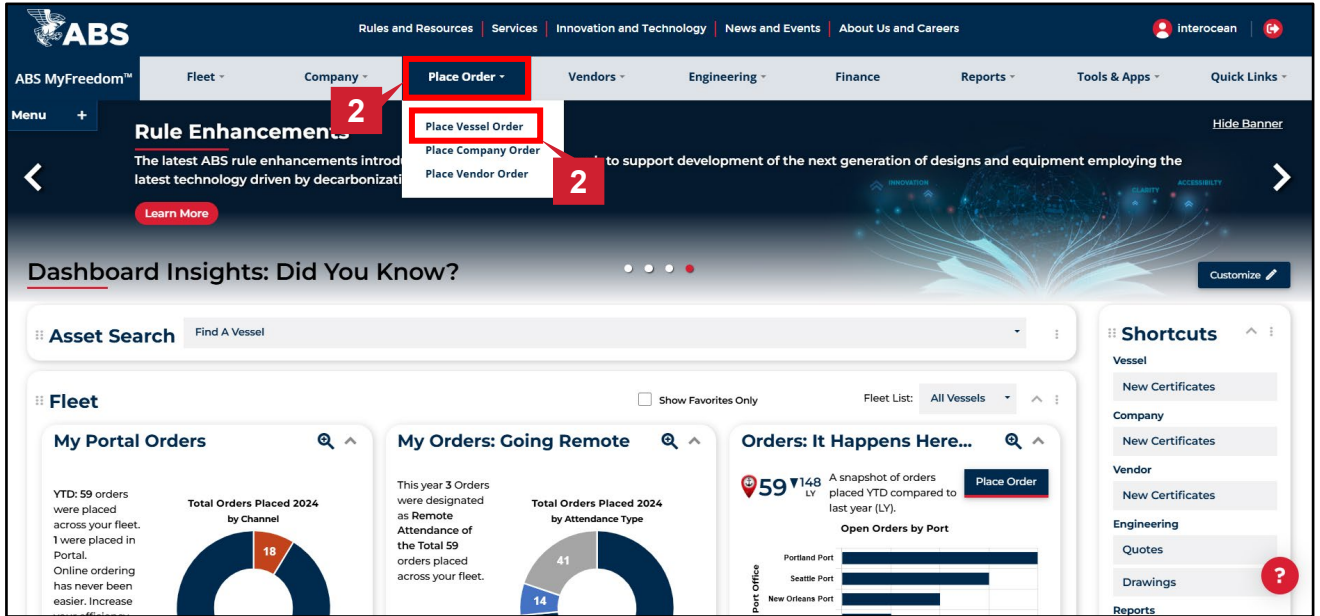 ABS
Rules and Resources | Services | Innovation and Technology | News and Events | About Us and Careers
interocean
ABS MyFreedom™
Fleet
Company
Place Order
Vendors
Engineering
Finance
Reports
Tools & Apps
Quick Links
Menu +
2
Place Vessel Order
Place Company Order
Place Vendor Order
2
Hide Banner
Rule Enhancements
The latest ABS rule enhancements to support development of the next generation of designs and equipment employing the
latest technology driven by
INNOVATION
CLARITY
ACCESSIBILTY
Learn More
Dashboard Insights: Did You Know?
Customize
Asset Search
Find A Vessel
Fleet
Show Favorites Only
Fleet List: All Vessels
My Portal Orders
YTD: 59 orders
were placed
across your fleet.
1 were placed in
Portal.
Online ordering
has never been
easier. Increase
Total Orders Placed 2024
by Channel
18
My Orders: Going Remote
This year 3 Orders
were designated
as Remote
Attendance of
the Total 59
orders placed
across your fleet.
Total Orders Placed 2024
by Attendance Type
41
14
Orders: It Happens Here...
59 ▼148
LY
A snapshot of orders
placed YTD compared to
last year (LY).
Place Order
Open Orders by Port
Port Office
Portland Port
Seattle Port
New Orleans Port
Shortcuts
Vessel
New Certificates
Company
New Certificates
Vendor
New Certificates
Engineering
Quotes
Drawings
Reports
?